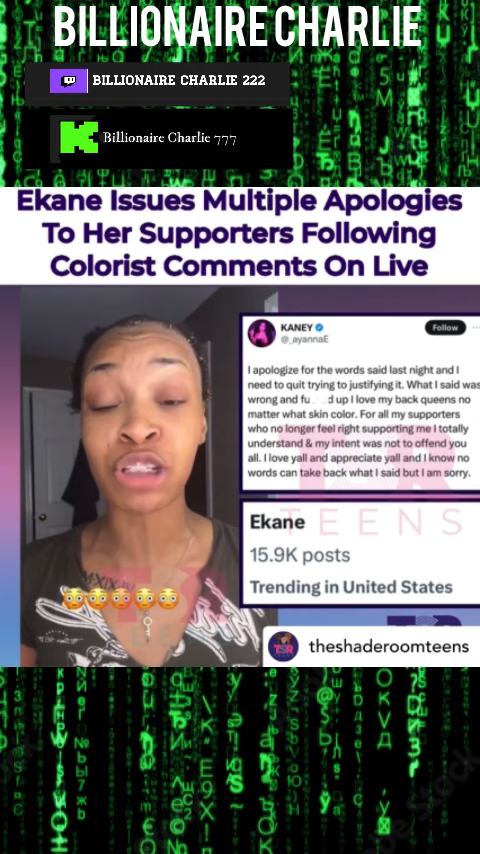 BILLIONAIRE CHARLIE
BILLIONAIRE CHARLIE 222
Billionaire Charlie 777
Ekane Issues Multiple Apologies
To Her Supporters Following
Colorist Comments On Live
KANEY
Follow
@_ayannaE
I apologize for the words said last night and I
need to quit trying to justifying it. What I said was
wrong and fu d up I love my back queens no
matter what skin color. For all my supporters
who no longer feel right supporting me I totally
understand & my intent was not to offend you
all. I love yall and appreciate yall and I know no
words can take back what I said but I am sorry.
TEENS
Ekane
15.9K posts
Trending in United States
TSR
theshaderoomteens